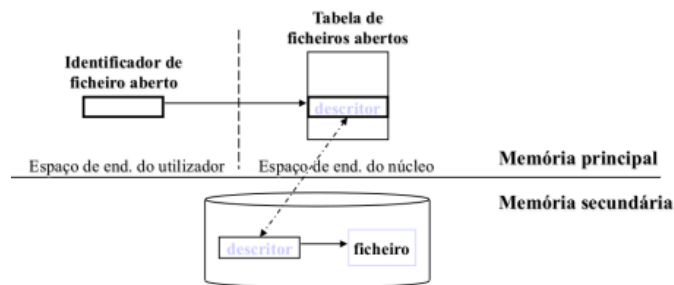 Tabela de
ficheiros abertos
Identificador de
ficheiro aberto
descritor
Espaço de end. do utilizador
Espaço de end. do núcleo
Memória principal
Memória secundária
descritor
ficheiro